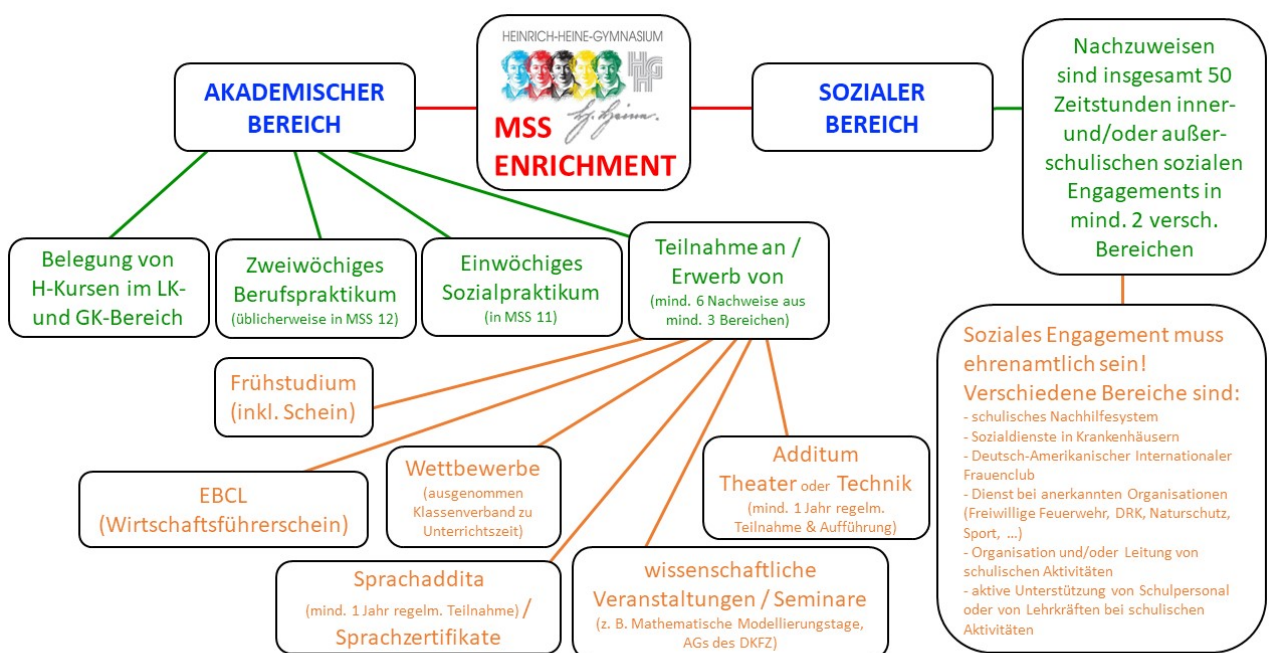 HEINRICH-HEINE-GYMNASIUM
HHG
H. Heine.
MSS
ENRICHMENT
AKADEMISCHER
BEREICH
SOZIALER
BEREICH
Nachzuweisen
sind insgesamt 50
Zeitstunden inner-
und/oder außer-
schulischen sozialen
Engagements in
mind. 2 versch.
Bereichen
Belegung von
H-Kursen im LK-
und GK-Bereich
Zweiwöchiges
Berufspraktikum
(üblicherweise in MSS 12)
Einwöchiges
Sozialpraktikum
(in MSS 11)
Teilnahme an /
Erwerb von
(mind. 6 Nachweise aus
mind. 3 Bereichen)
Frühstudium
(inkl. Schein)
EBCL
(Wirtschaftsführerschein)
Wettbewerbe
(ausgenommen
Klassenverband zu
Unterrichtszeit)
Additum
Theater oder Technik
(mind. 1 Jahr regelm.
Teilnahme & Aufführung)
Sprachaddita
(mind. 1 Jahr regelm. Teilnahme) /
Sprachzertifikate
wissenschaftliche
Veranstaltungen / Seminare
(z. B. Mathematische Modellierungstage,
AGs des DKFZ)
Soziales Engagement muss
ehrenamtlich sein!
Verschiedene Bereiche sind:
- schulisches Nachhilfesystem
- Sozialdienste in Krankenhäusern
- Deutsch-Amerikanischer Internationaler
Frauenclub
- Dienst bei anerkannten Organisationen
(Freiwillige Feuerwehr, DRK, Naturschutz,
Sport, ...)
- Organisation und/oder Leitung von
schulischen Aktivitäten
- aktive Unterstützung von Schulpersonal
oder von Lehrkräften bei schulischen
Aktivitäten